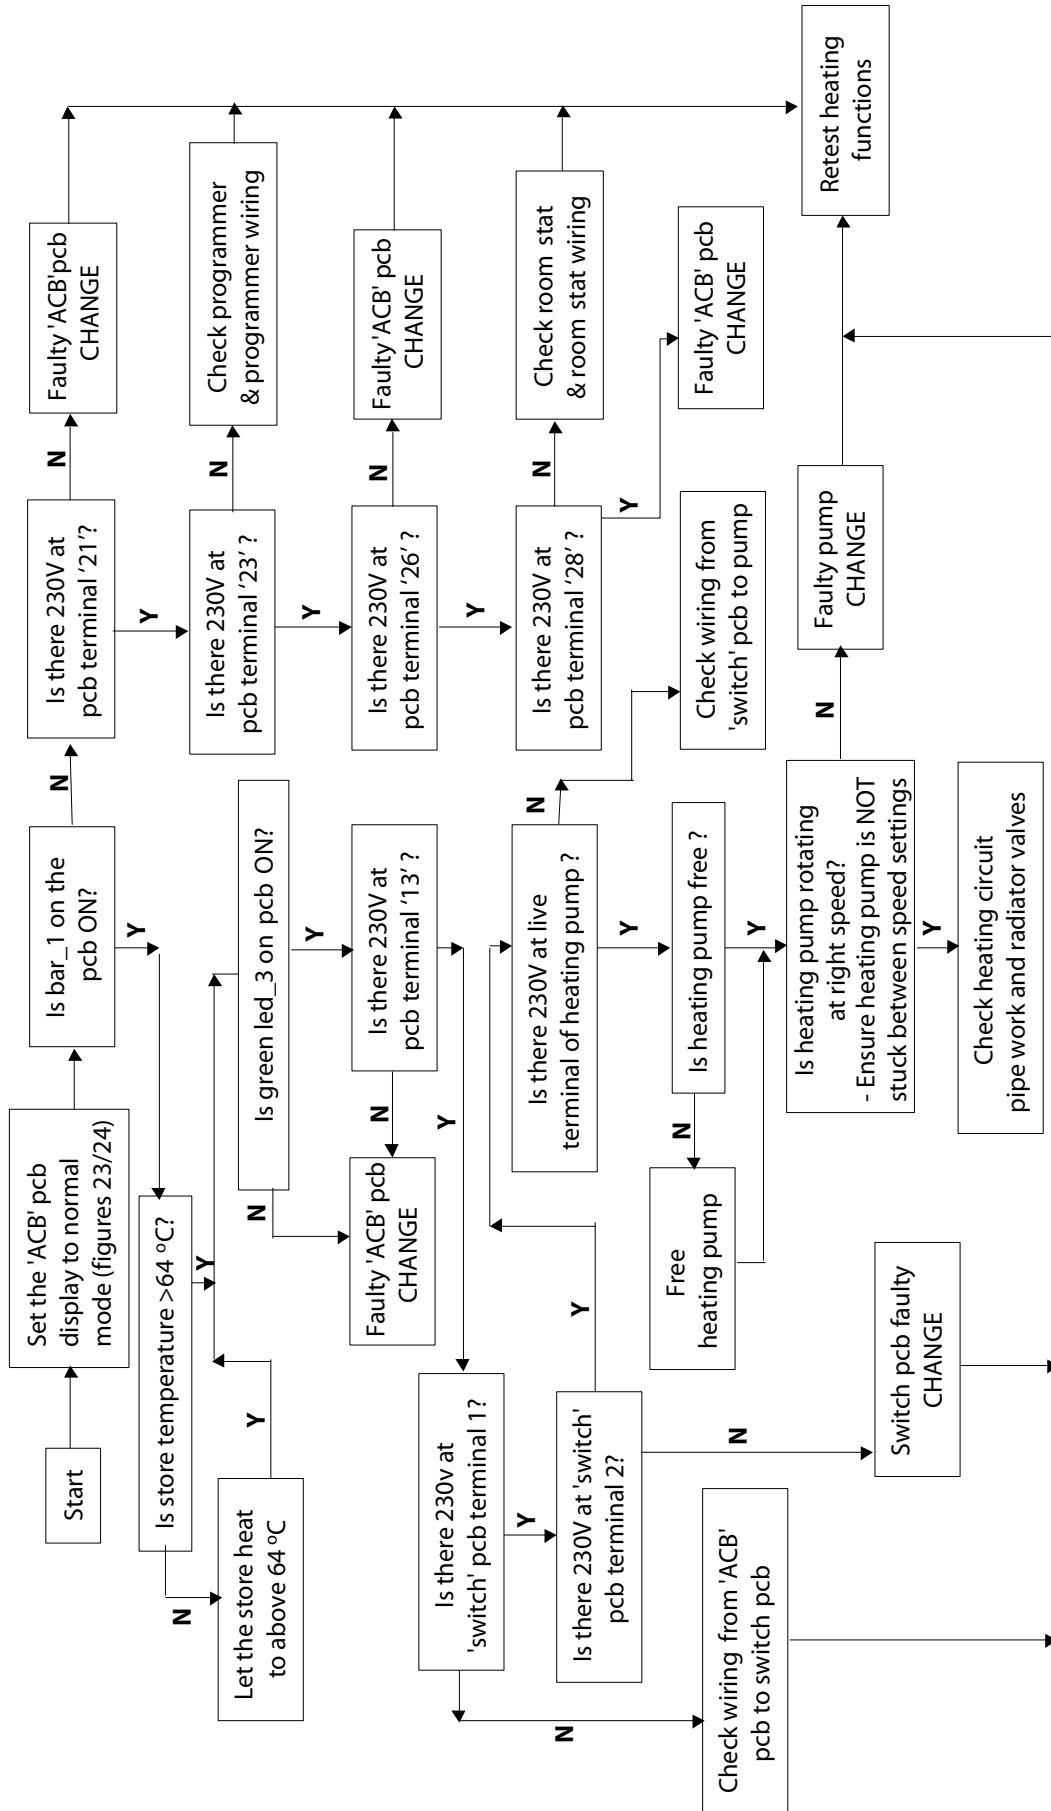 Start
Set the 'ACB' pcb
display to normal
mode (figures 23/24)
Is bar_1 on the
pcb ON?
N
Is there 230V at
pcb terminal '21'?
N
Faulty 'ACB'pcb
CHANGE
Y
Y
Is store temperature >64 ºC?
N
Y
Let the store heat
to above 64 ºC
Y
Is there 230V at
pcb terminal ‘23’ ?
N
Check programmer
& programmer wiring
Y
Is green led_3 on pcb ON?
N
Y
Faulty 'ACB' pcb
CHANGE
Is there 230V at
pcb terminal ‘13’ ?
N
Y
Is there 230V at
pcb terminal ‘26’ ?
N
Faulty 'ACB' pcb
CHANGE
Y
Is there 230v at
'switch' pcb terminal 1?
N
Y
Is there 230V at 'switch'
pcb terminal 2?
Y
N
Is there 230V at live
terminal of heating pump ?
N
Y
Is there 230V at
pcb terminal ‘28’ ?
N
Check room stat
& room stat wiring
Y
Faulty 'ACB' pcb
CHANGE
Check wiring from
'switch' pcb to pump
Is heating pump free ?
N
Y
Free
heating pump
Check wiring from 'ACB'
pcb to switch pcb
Switch pcb faulty
CHANGE
Is heating pump rotating
at right speed?
- Ensure heating pump is NOT
stuck between speed settings
N
Y
Faulty pump
CHANGE
Retest heating
functions
Check heating circuit
pipe work and radiator valves